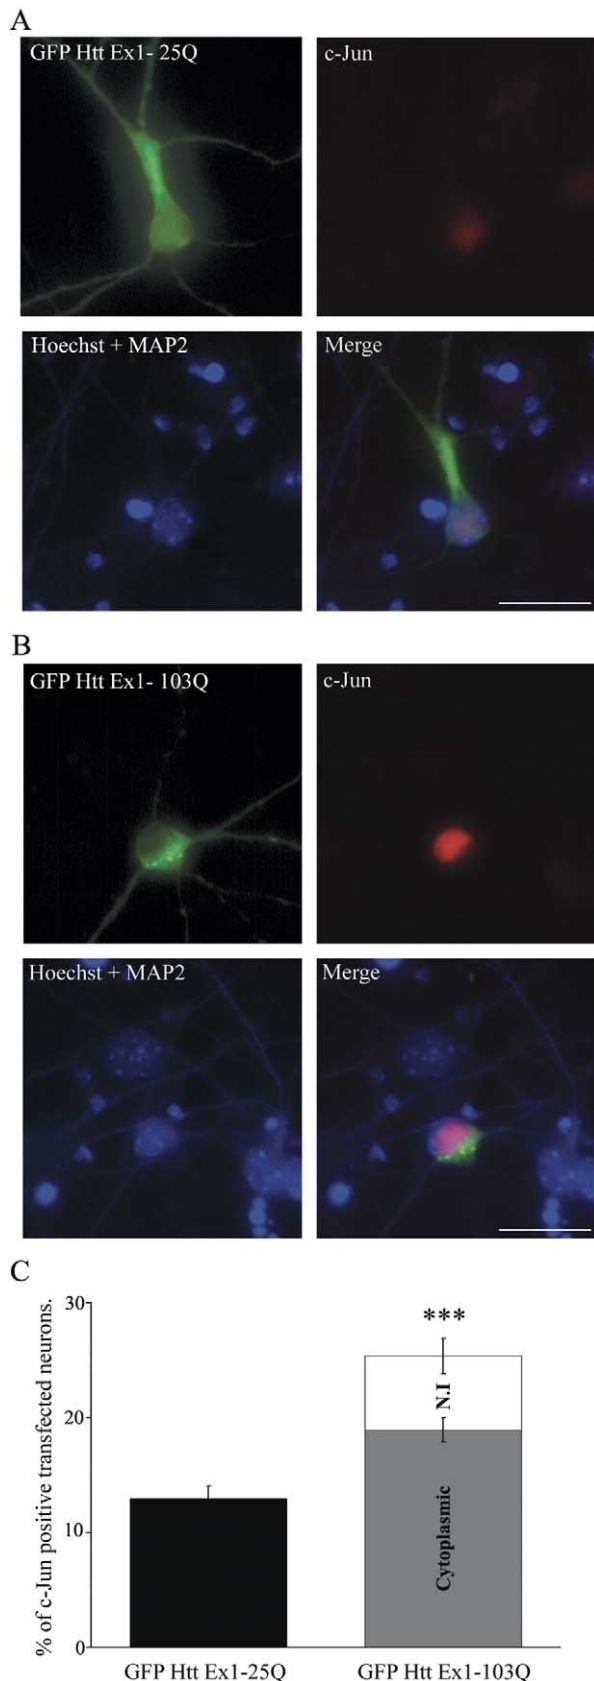 A
GFP Htt Ex1- 25Q
c-Jun
Hoechst + MAP2
Merge
B
GFP Htt Ex1- 103Q
c-Jun
Hoechst + MAP2
Merge
C
% of c-Jun positive transfected neurons.
30
20
10
0
***
N.I
Cytoplasmic
GFP Htt Ex1-25Q
GFP Htt Ex1-103Q